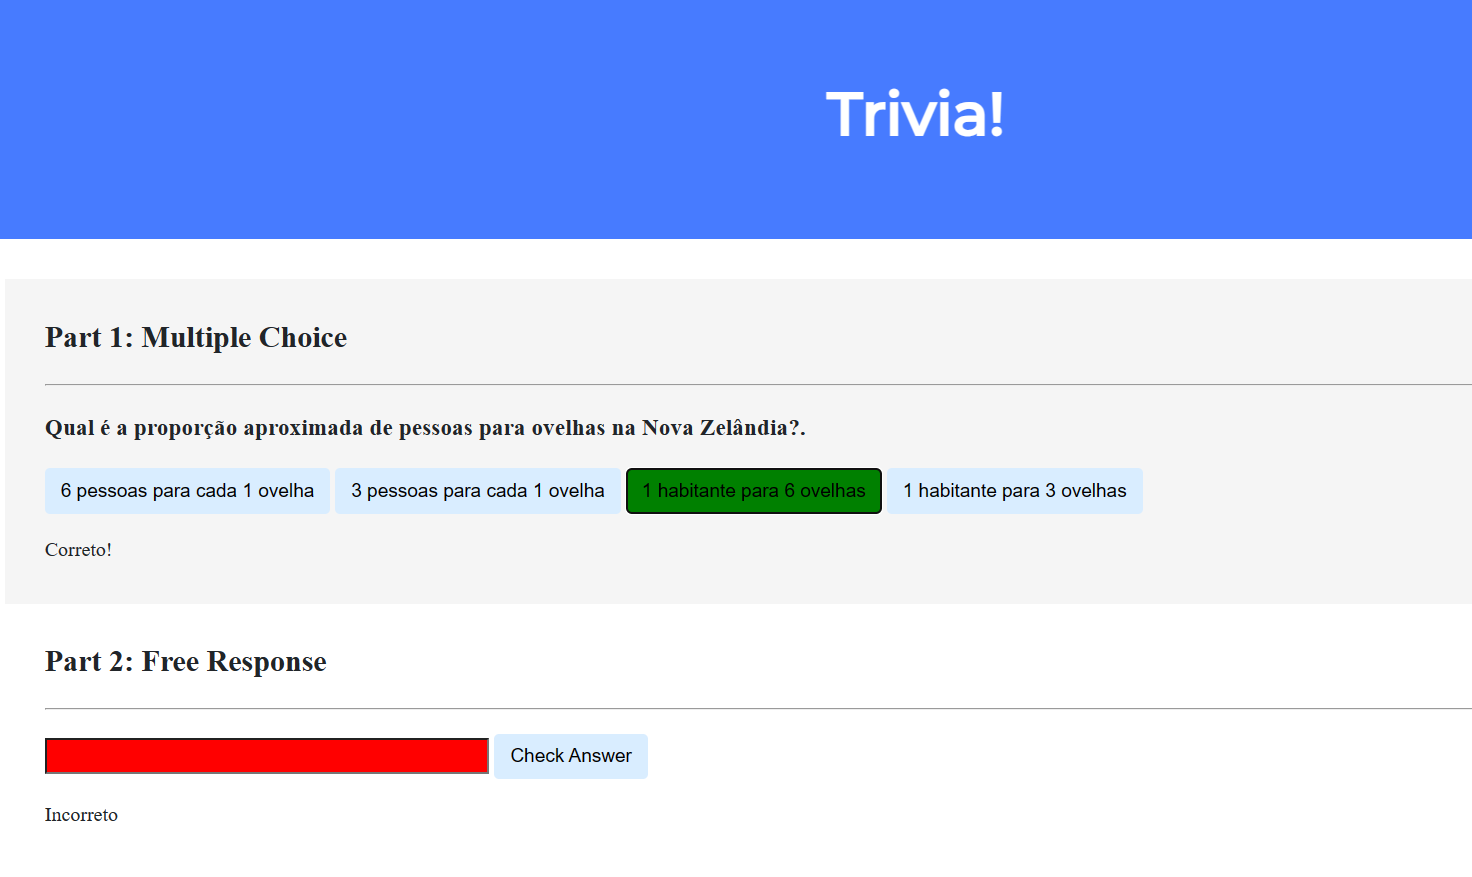 Trivia!
Part 1: Multiple Choice
Qual é a proporção aproximada de pessoas para ovelhas na Nova Zelândia?.
6 pessoas para cada 1 ovelha 3 pessoas para cada 1 ovelha 1 habitante para 6 ovelhas 1 habitante para 3 ovelhas
Correto!
Part 2: Free Response
Check Answer
Incorreto